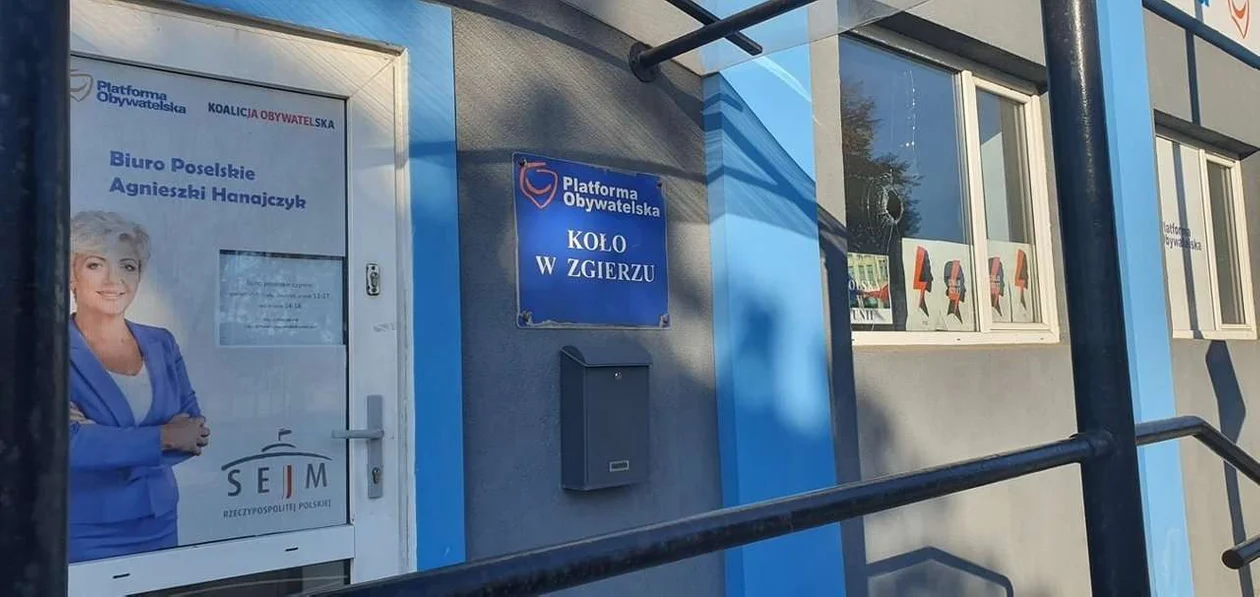 Platforma
Obywatelska
KOALICJA OBYWATELSKA
Biuro Poselskie
Agnieszki Hanajczyk
SEJM
RZECZYPOSPOLITEJ POLSKIEJ
Platforma
Obywatelska
KOŁO
W ZGIERZU
Platforma
Obywatelska